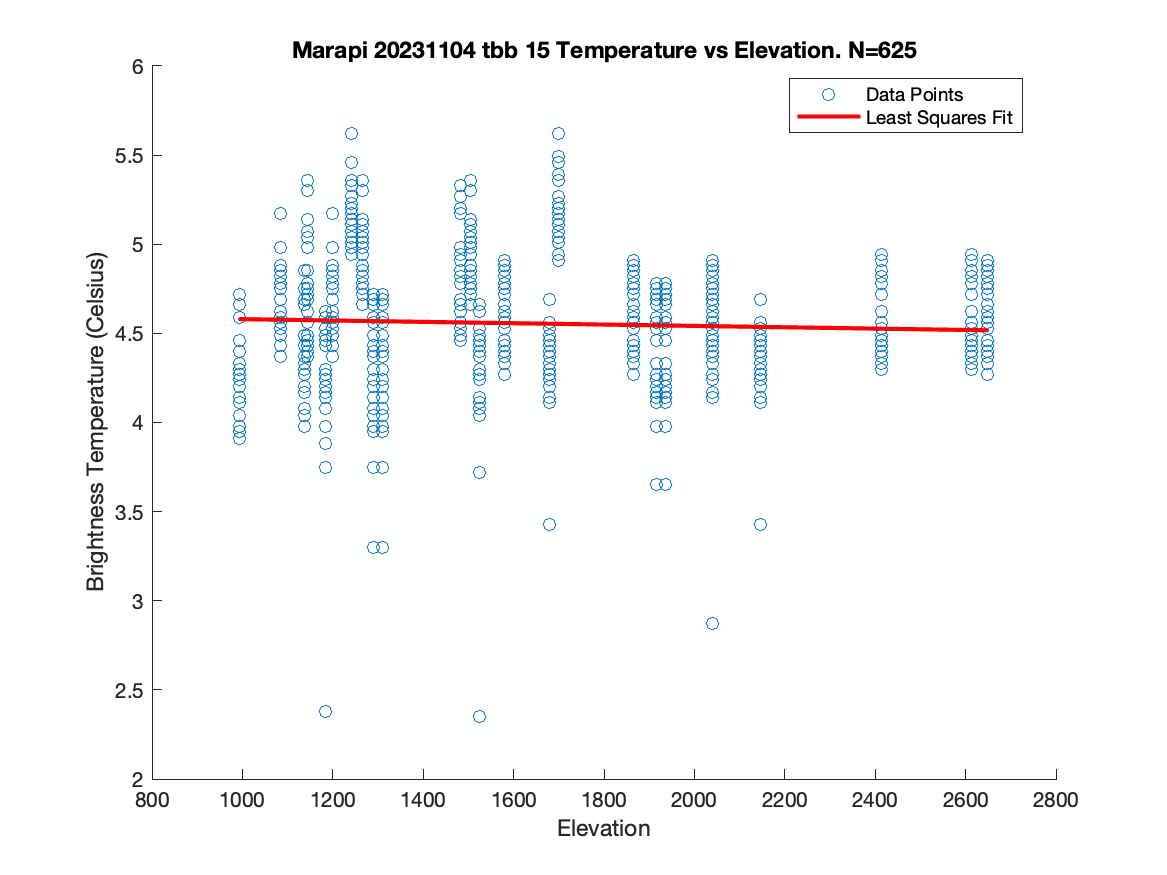 Marapi 20231104 tbb 15 Temperature vs Elevation. N=625
Data Points
Least Squares Fit
6
5.5
5
4.5
4
3.5
3
2.5
2
Brightness Temperature (Celsius)
800 1000 1200 1400 1600 1800 2000 2200 2400 2600 2800
Elevation